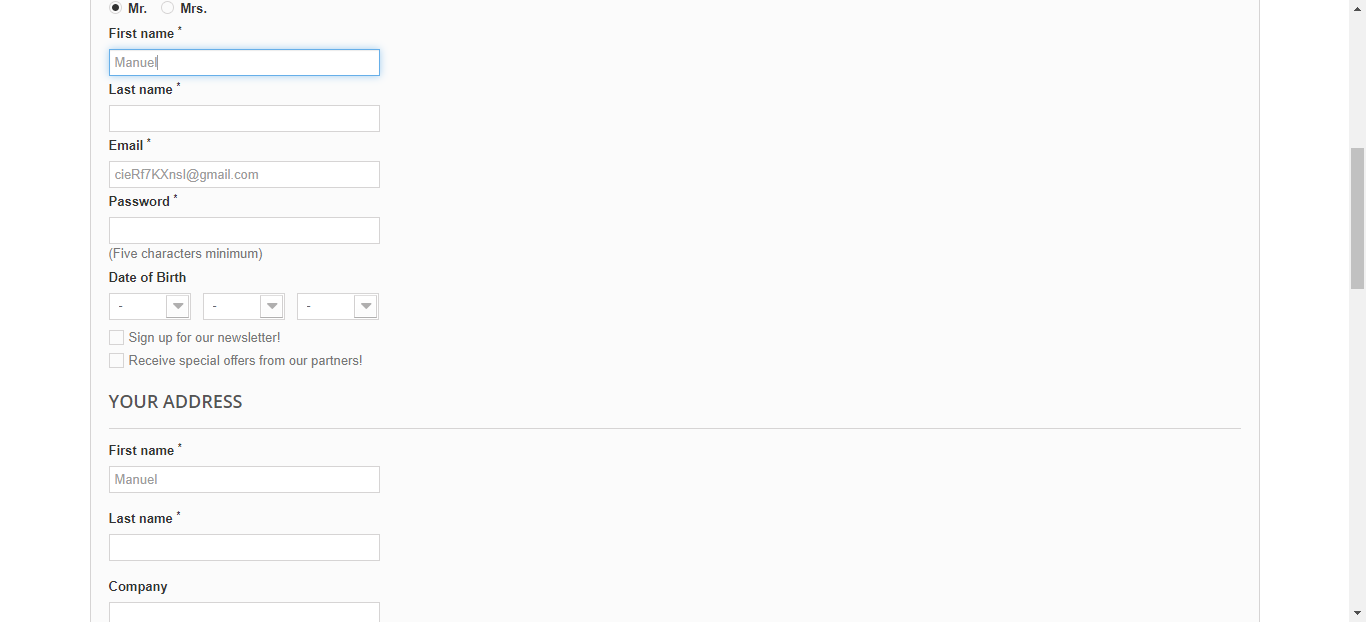 Mr. Mrs.
First name *
Manuel
Last name *
Email *
cieRf7KXnsl@gmail.com
Password *
(Five characters minimum)
Date of Birth
- - -
Sign up for our newsletter!
Receive special offers from our partners!
YOUR ADDRESS
First name *
Manuel
Last name *
Company